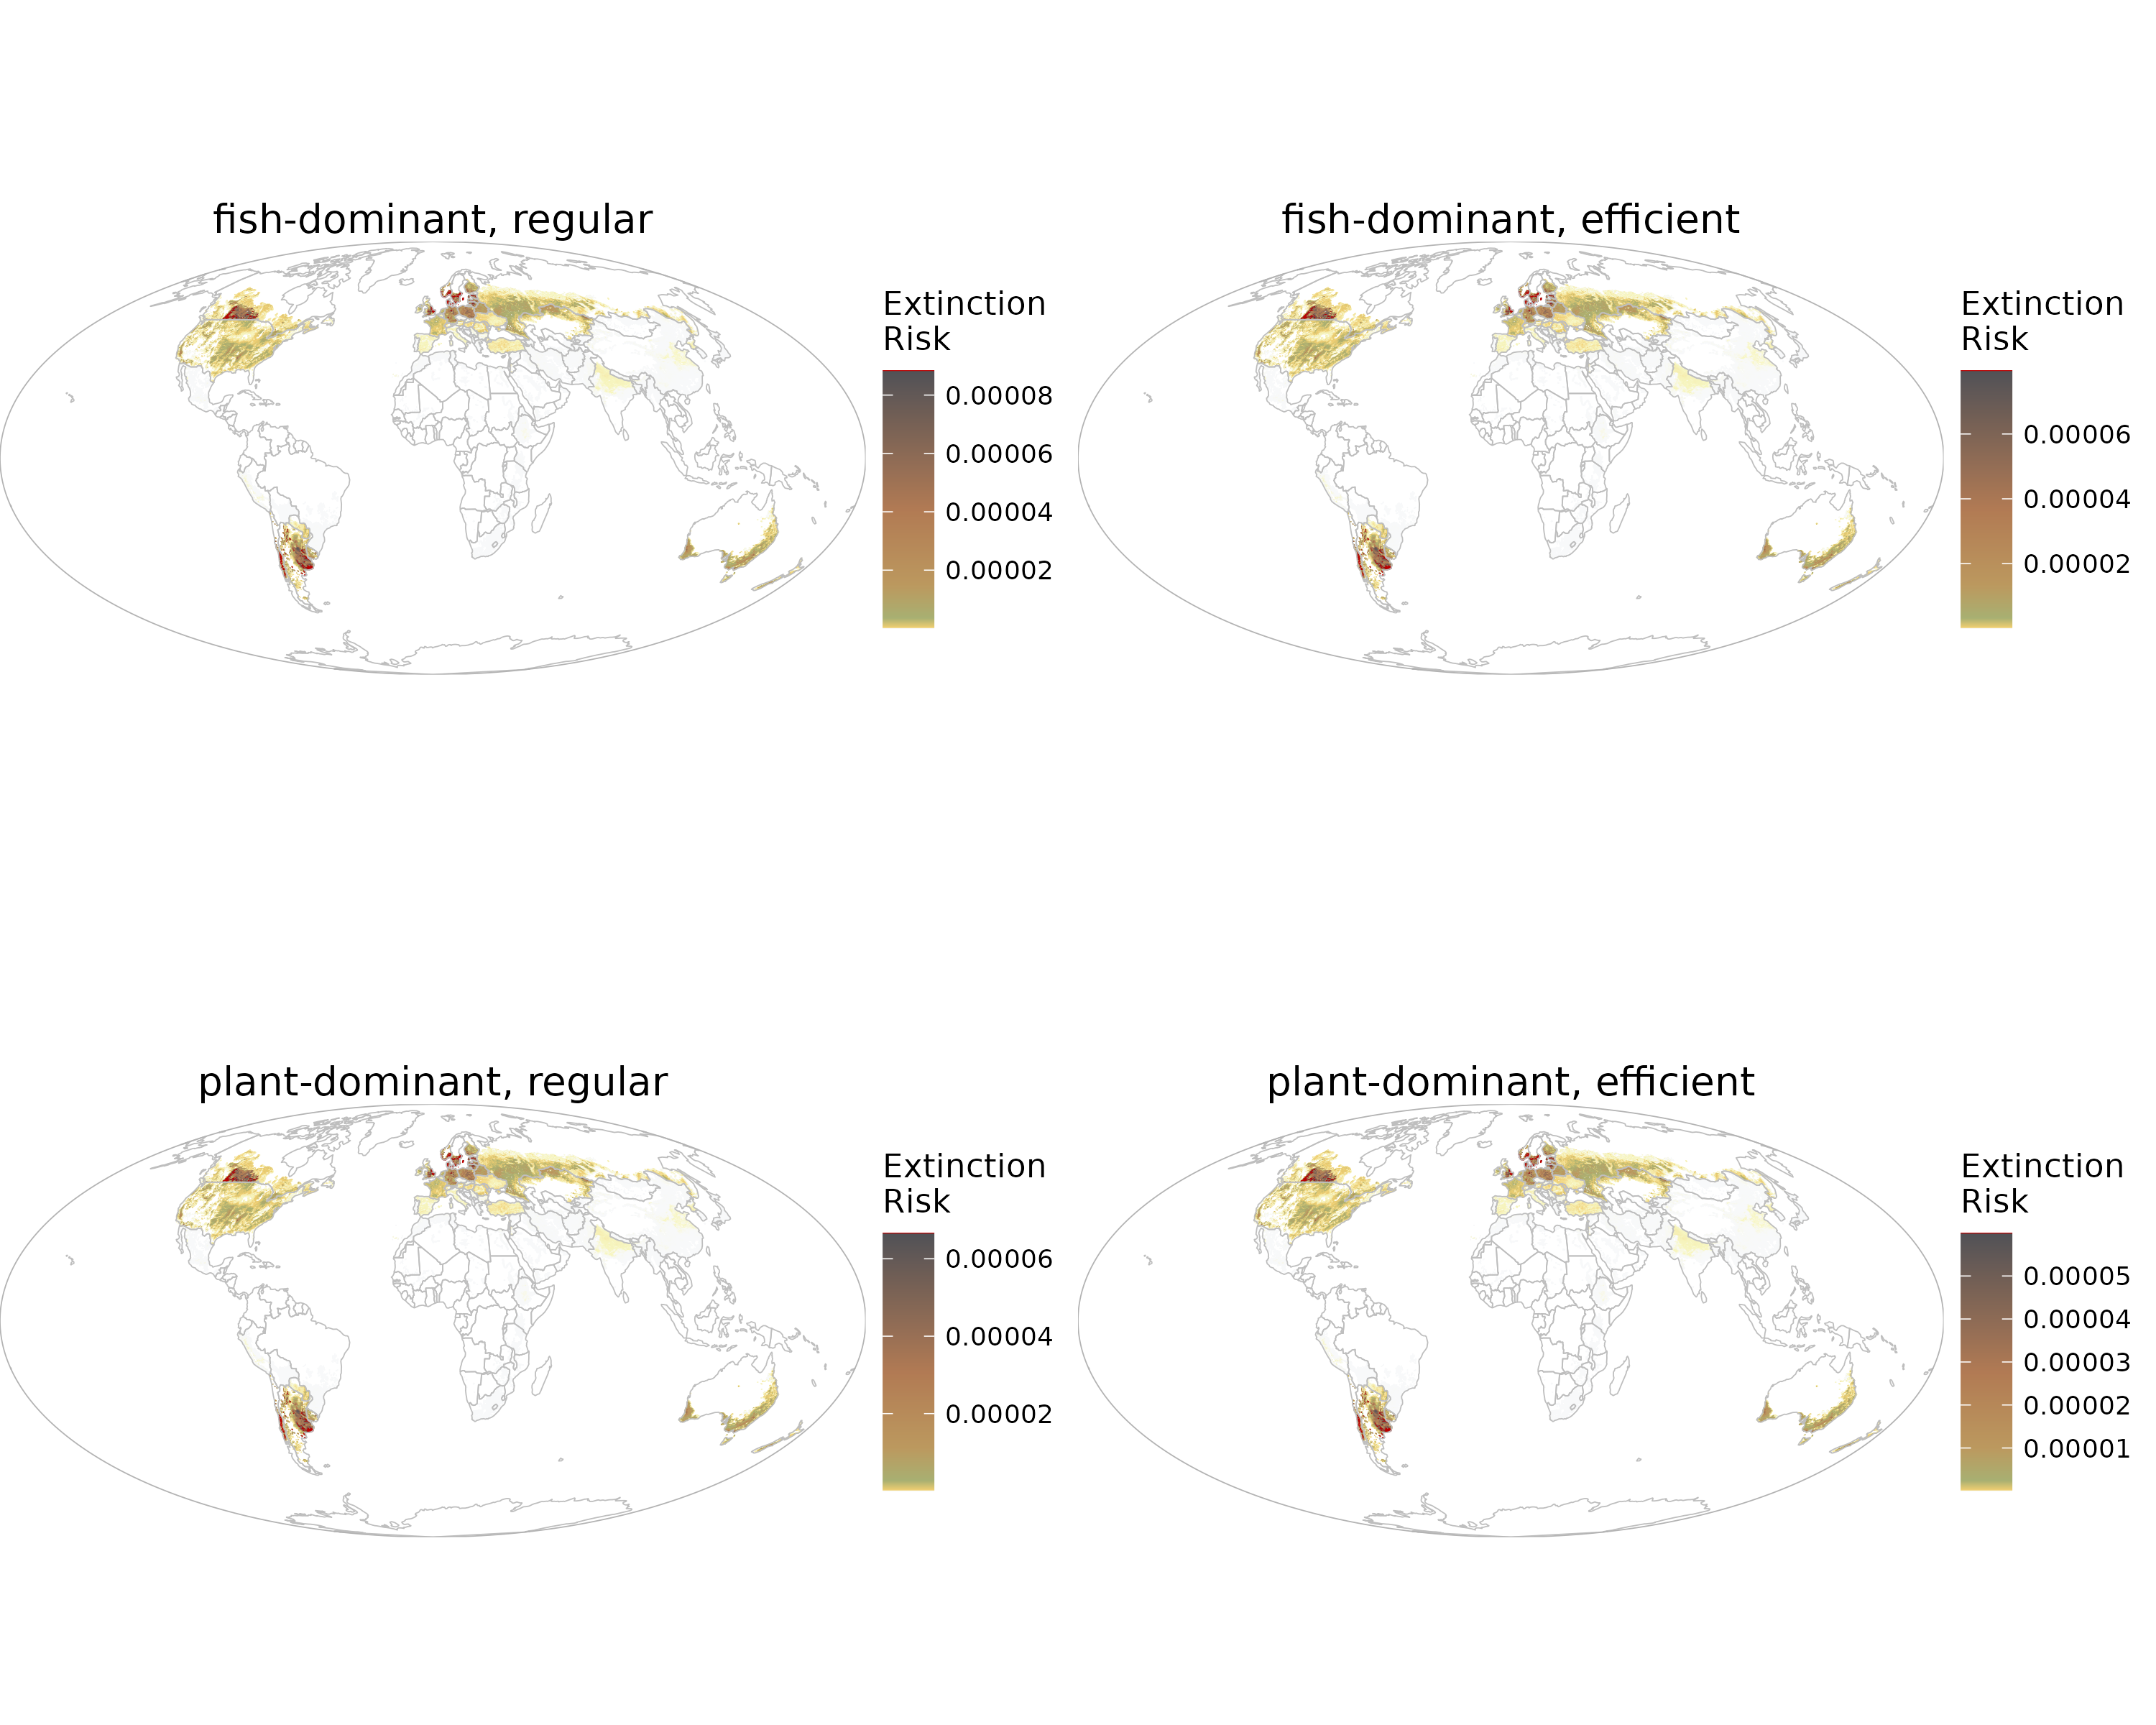 fish-dominant, regular
Extinction
Risk
0.00008
0.00006
0.00004
0.00002
fish-dominant, efficient
Extinction
Risk
0.00006
0.00004
0.00002
plant-dominant, regular
Extinction
Risk
0.00006
0.00004
0.00002
plant-dominant, efficient
Extinction
Risk
0.00005
0.00004
0.00003
0.00002
0.00001